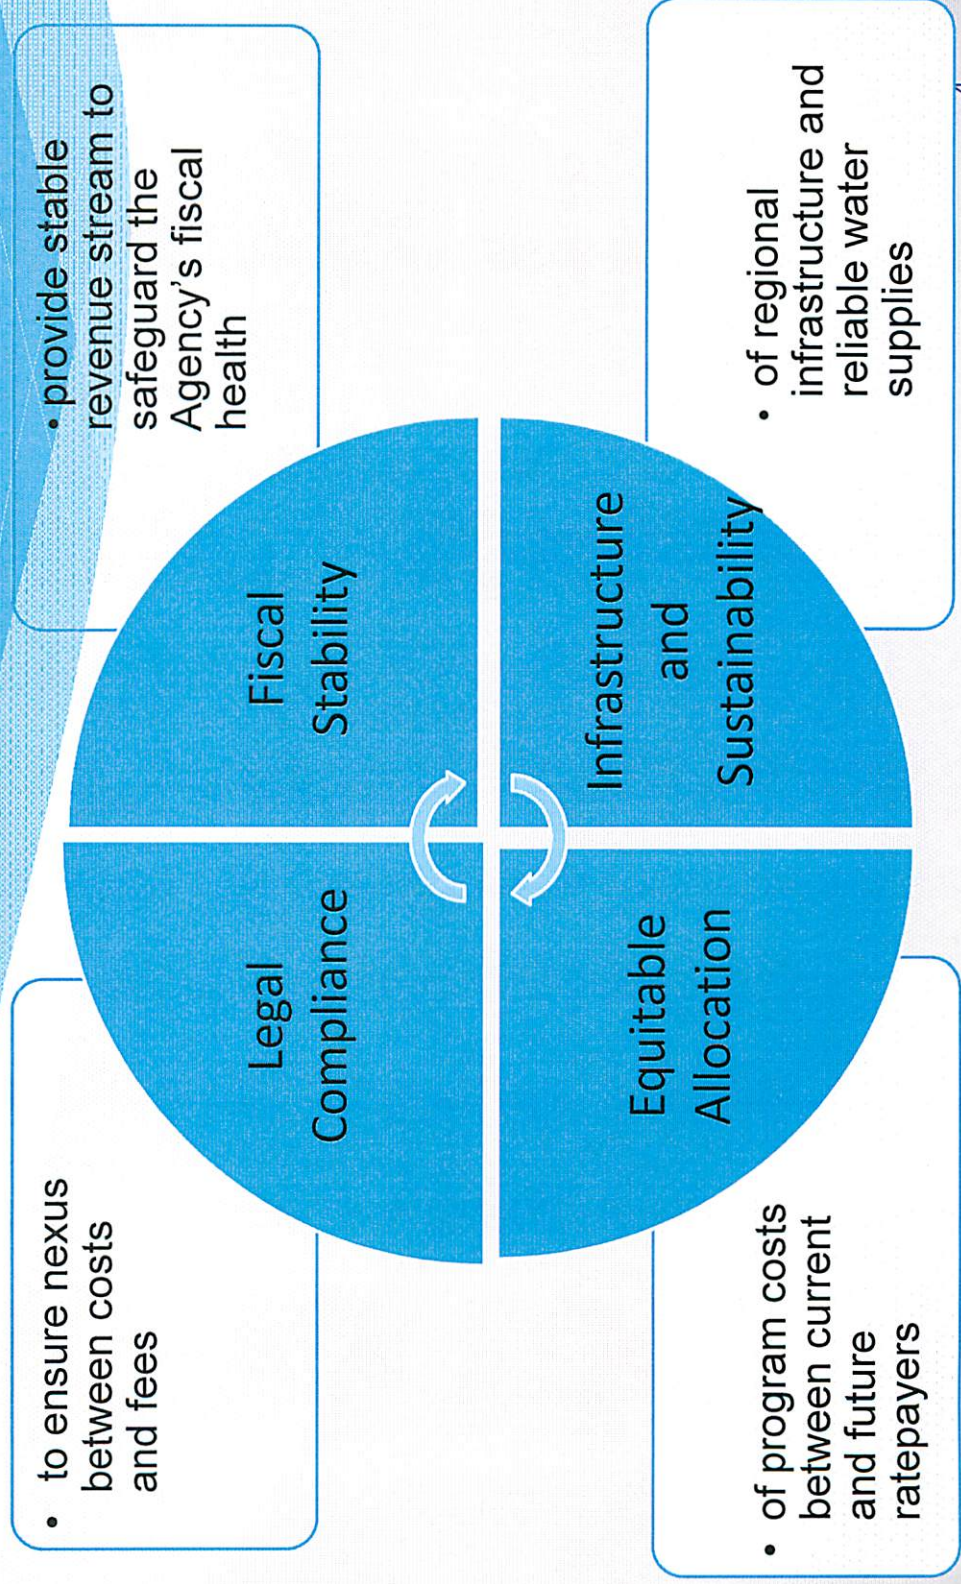 • to ensure nexus
between costs
and fees
• provide stable
revenue stream to
safeguard the
Agency's fiscal
health
Legal
Compliance
Fiscal
Stability
Equitable
Allocation
Infrastructure
and
Sustainability
• of program costs
between current
and future
ratepayers
• of regional
infrastructure and
reliable water
supplies